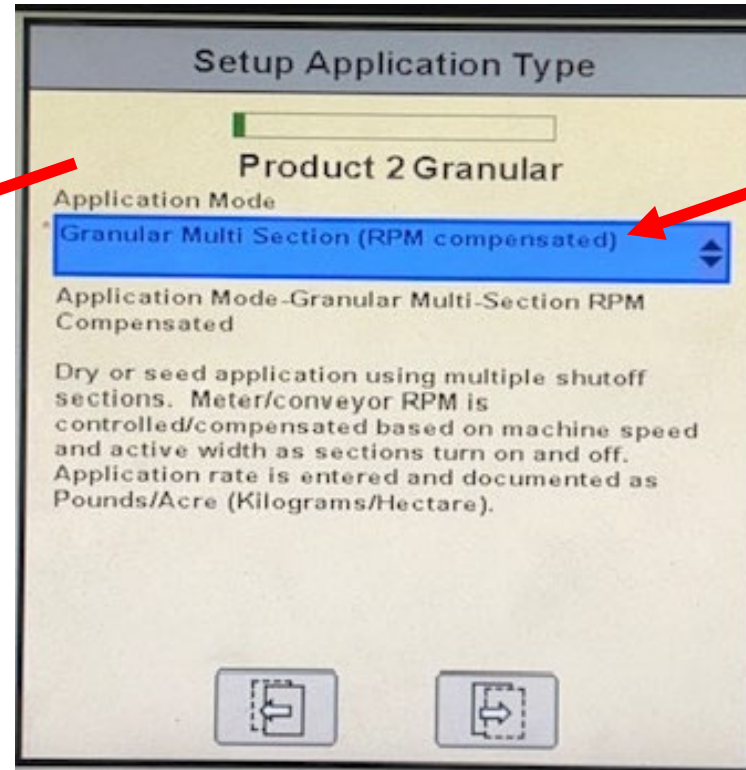 Setup Application Type
Product 2 Granular
Application Mode
Granular Multi Section (RPM compensated)
Application Mode-Granular Multi-Section RPM
Compensated
Dry or seed application using multiple shutoff
sections. Meter/conveyor RPM is
controlled/compensated based on machine speed
and active width as sections turn on and off.
Application rate is entered and documented as
Pounds/Acre (Kilograms/Hectare).